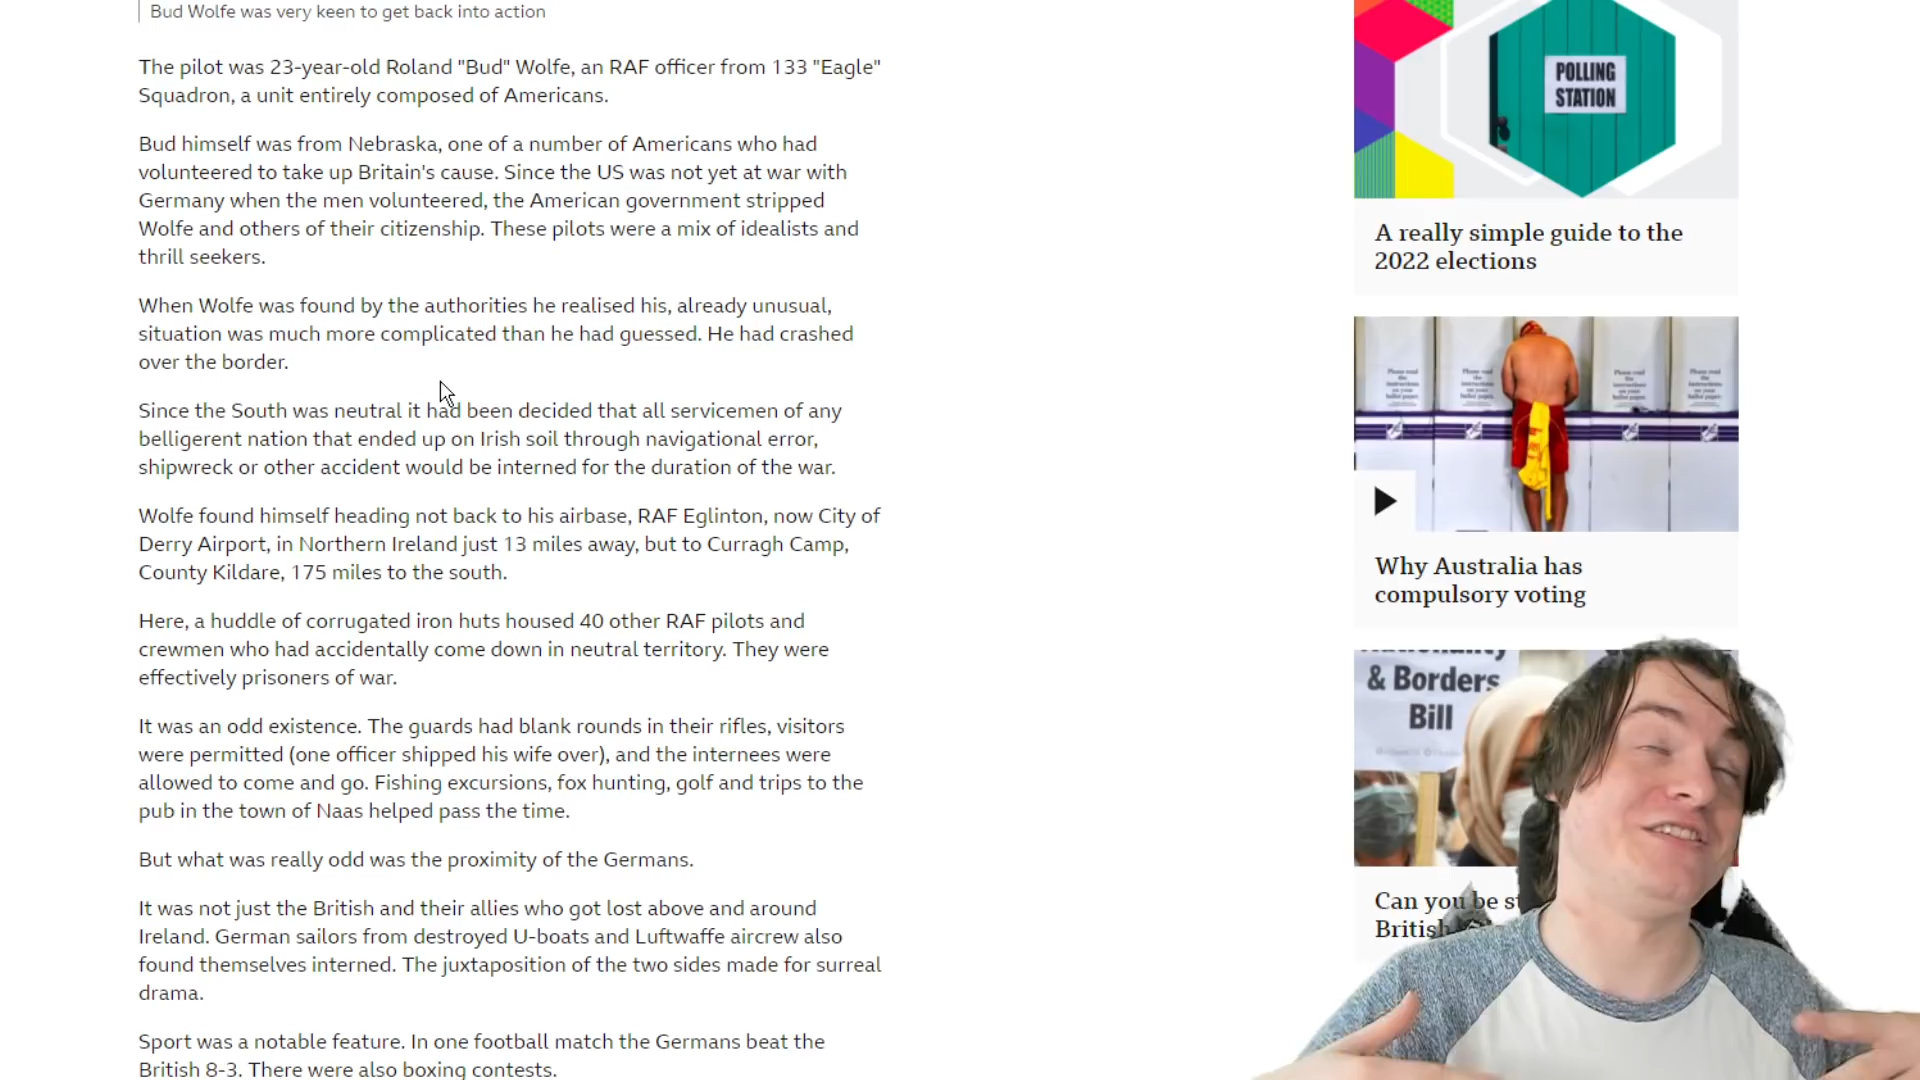 Bud Wolfe was very keen to get back into action
The pilot was 23-year-old Roland "Bud" Wolfe, an RAF officer from 133 "Eagle"
Squadron, a unit entirely composed of Americans.
Bud himself was from Nebraska, one of a number of Americans who had
volunteered to take up Britain's cause. Since the US was not yet at war with
Germany when the men volunteered, the American government stripped
Wolfe and others of their citizenship. These pilots were a mix of idealists and
thrill seekers.
When Wolfe was found by the authorities he realised his, already unusual,
situation was much more complicated than he had guessed. He had crashed
over the border.
Since the South was neutral it had been decided that all servicemen of any
belligerent nation that ended up on Irish soil through navigational error,
shipwreck or other accident would be interned for the duration of the war.
Wolfe found himself heading not back to his airbase, RAF Eglinton, now City of
Derry Airport, in Northern Ireland just 13 miles away, but to Curragh Camp,
County Kildare, 175 miles to the south.
Here, a huddle of corrugated iron huts housed 40 other RAF pilots and
crewmen who had accidentally come down in neutral territory. They were
effectively prisoners of war.
It was an odd existence. The guards had blank rounds in their rifles, visitors
were permitted (one officer shipped his wife over), and the internees were
allowed to come and go. Fishing excursions, fox hunting, golf and trips to the
pub in the town of Naas helped pass the time.
But what was really odd was the proximity of the Germans.
It was not just the British and their allies who got lost above and around
Ireland. German sailors from destroyed U-boats and Luftwaffe aircrew also
found themselves interned. The juxtaposition of the two sides made for surreal
drama.
Sport was a notable feature. In one football match the Germans beat the
British 8-3. There were also boxing contests.
POLLING
STATION
A really simple guide to the
2022 elections
Why Australia has
compulsory voting
& Borders
Bill
Can you be st
British